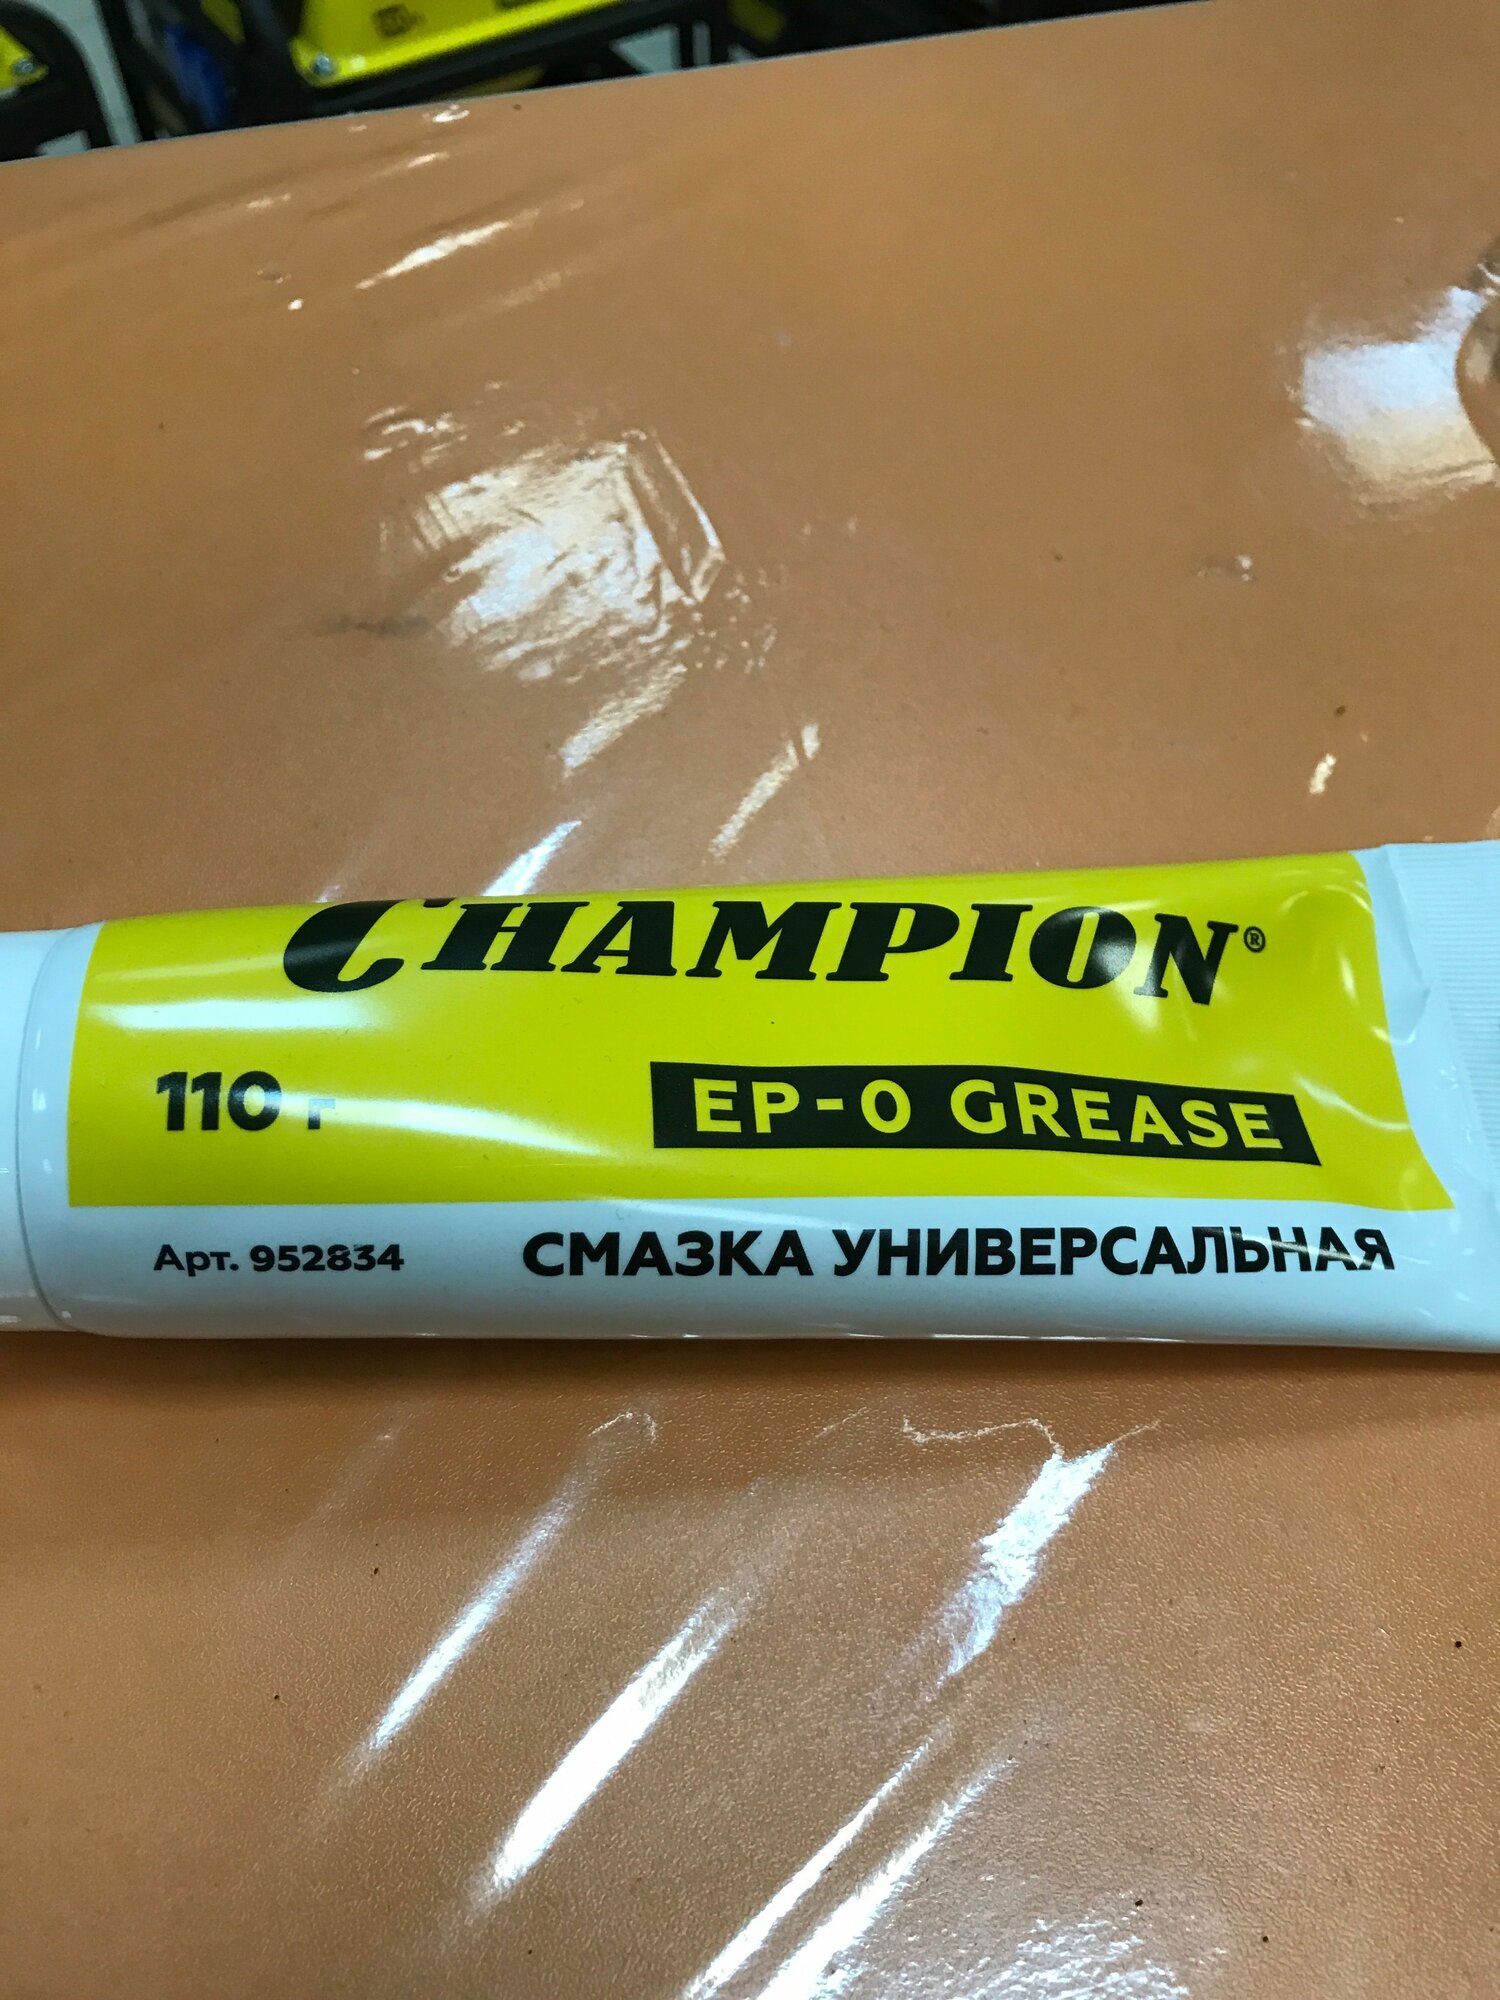 CHAMPION®
110 г
EP-0 GREASE
Арт. 952834
СМАЗКА УНИВЕРСАЛЬНАЯ